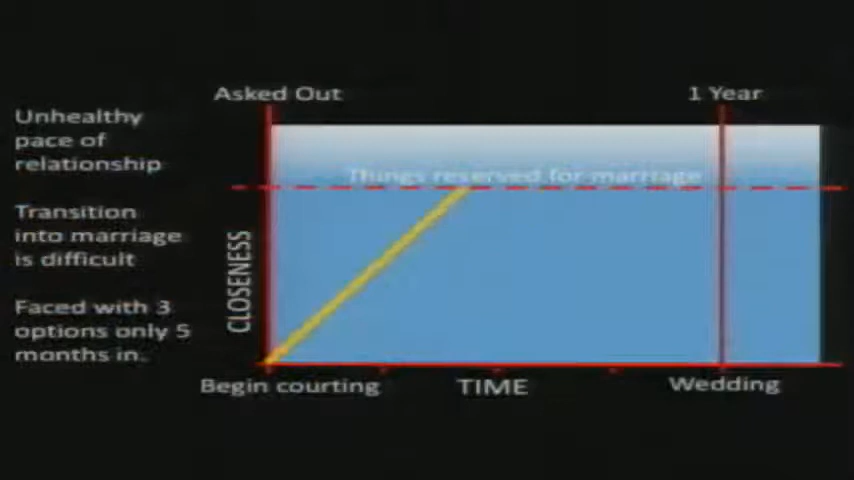 Asked Out
1 Year
Unhealthy
pace of
relationship
Things reserved for marriage
Transition
into marriage
is difficult
CLOSENESS
Faced with 3
options only 5
months in.
Begin courting
TIME
Wedding